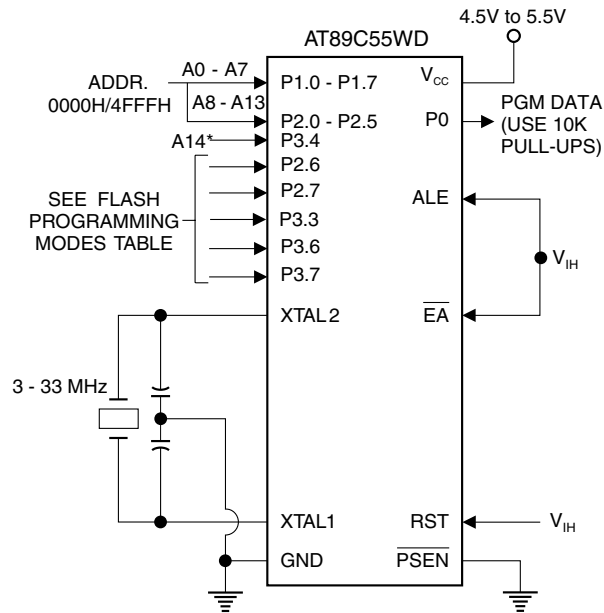 4.5V to 5.5V
AT89C55WD
ADDR.
0000H/4FFFH
A0 - A7
A8 - A13
A14*
P1.0 - P1.7
P2.0 - P2.5
P3.4
P2.6
P2.7
P3.3
P3.6
P3.7
SEE FLASH
PROGRAMMING
MODES TABLE
VCC
P0
PGM DATA
(USE 10K
PULL-UPS)
ALE
VIH
EA
XTAL2
3 - 33 MHz
XTAL1
GND
RST
VIH
PSEN